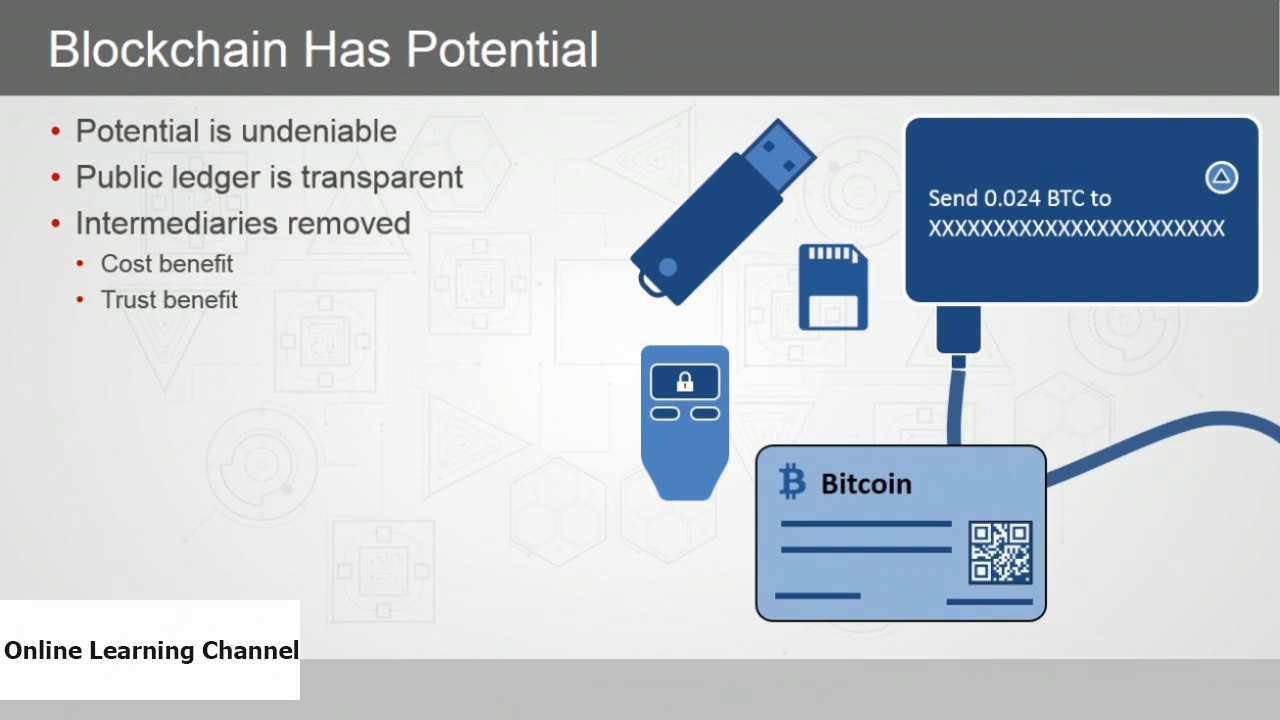 Blockchain Has Potential
• Potential is undeniable
• Public ledger is transparent
• Intermediaries removed
• Cost benefit
• Trust benefit
Send 0.024 BTC to
XXXXXXXXXXXXXXXXXXXXXXX
Bitcoin
Online Learning Channel